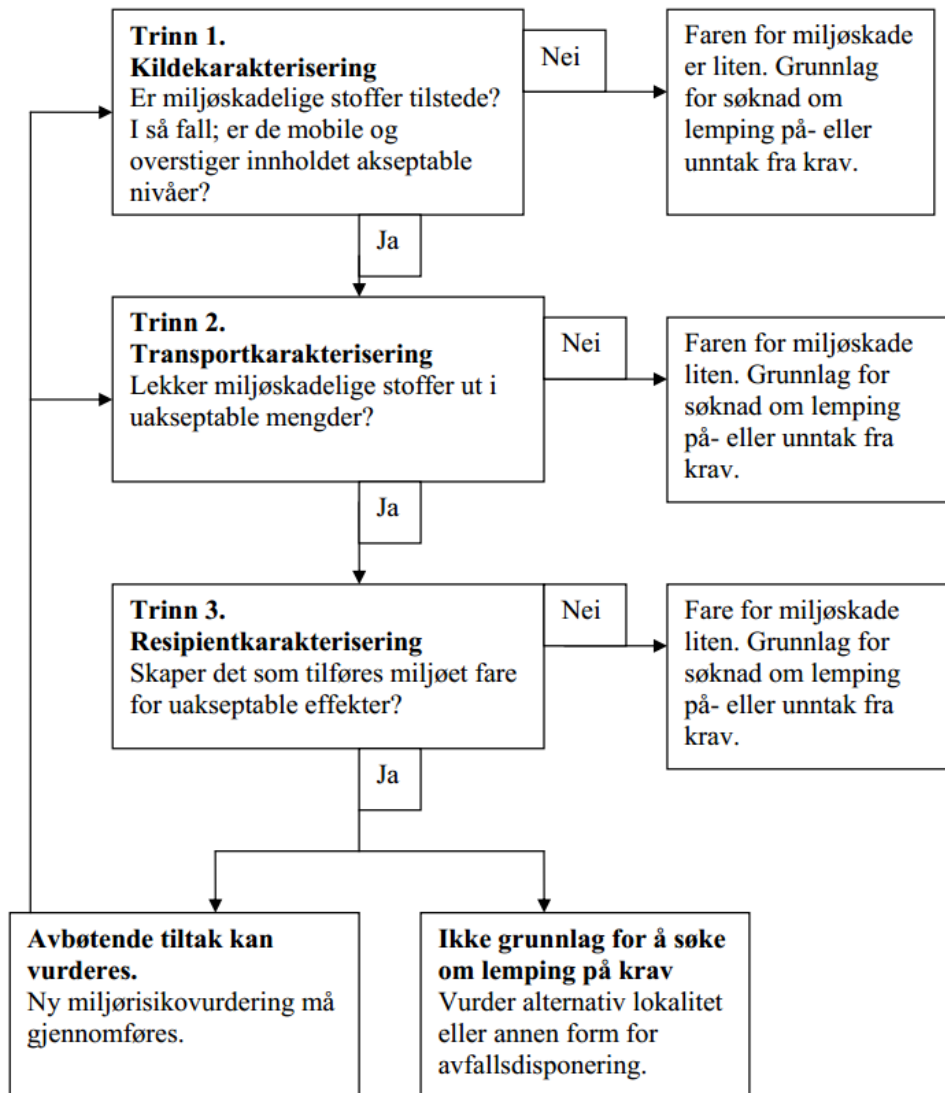 Trinn 1.
Kildekarakterisering
Er miljøskadelige stoffer tilstede?
I så fall; er de mobile og
overstiger innholdet akseptable
nivåer?
Nei
Faren for miljøskade
er liten. Grunnlag
for søknad om
lemping på- eller
unntak fra krav.
Ja
Trinn 2.
Transportkarakterisering
Lekker miljøskadelige stoffer ut i
uakseptable mengder?
Nei
Faren for miljøskade
liten. Grunnlag for
søknad om lemping
på- eller unntak fra
krav.
Ja
Trinn 3.
Resipientkarakterisering
Skaper det som tilføres miljøet fare
for uakseptable effekter?
Nei
Fare for miljøskade
liten. Grunnlag for
søknad om lemping
på- eller unntak fra
krav.
Ja
Avbøtende tiltak kan
vurderes.
Ny miljørisikovurdering må
gjennomføres.
Ikke grunnlag for å søke
om lemping på krav
Vurder alternativ lokalitet
eller annen form for
avfallsdisponering.